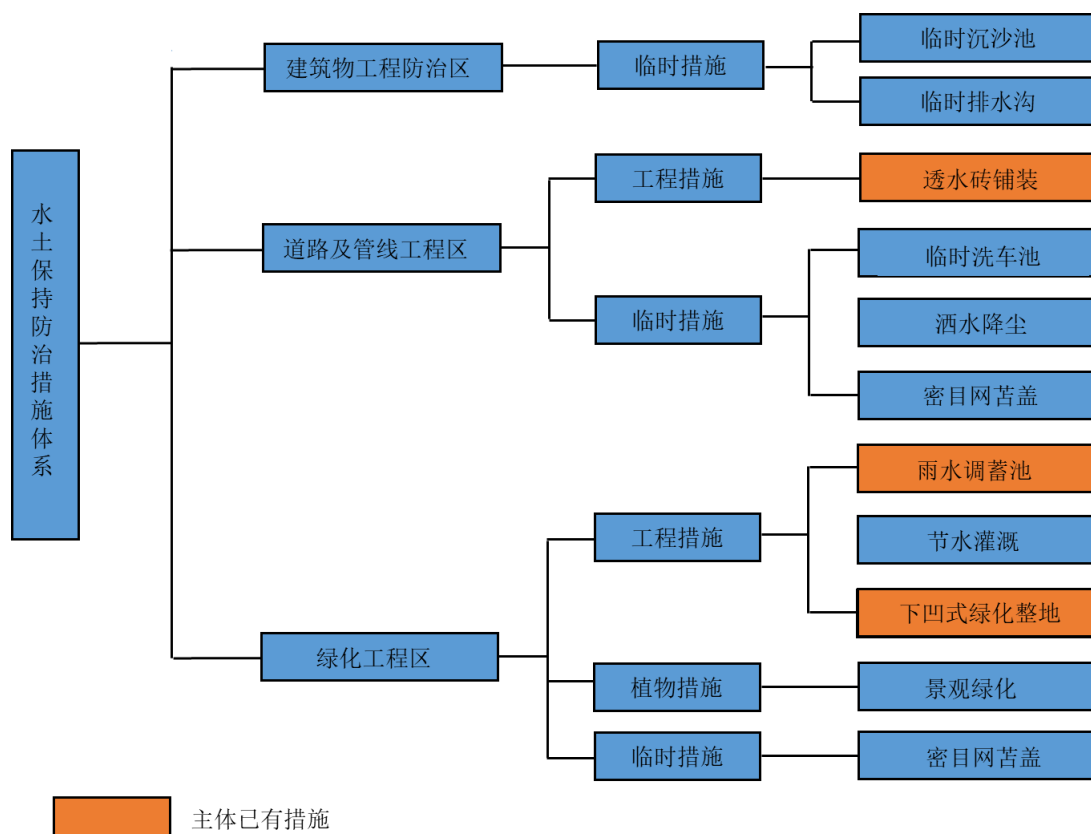 水土保持防治措施体系
建筑物工程防治区
临时措施
临时沉沙池
临时排水沟
道路及管线工程区
工程措施
透水砖铺装
临时措施
临时洗车池
洒水降尘
密目网苫盖
绿化工程区
工程措施
雨水调蓄池
节水灌溉
下凹式绿化整地
植物措施
景观绿化
临时措施
密目网苫盖
主体已有措施